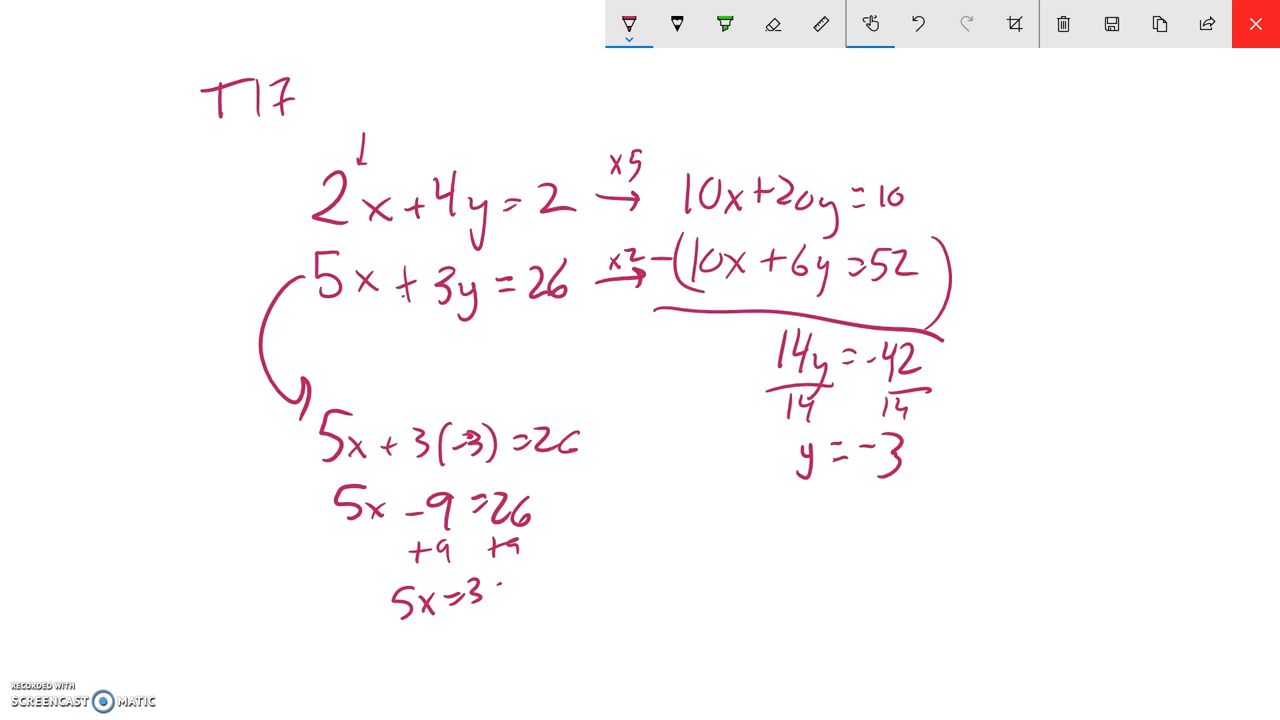 T17
2x+4y=2 x5→ 10x+20y=10
5x+3y=26 x2→ -(10x+6y=52)
14y=-42
14 14
y=-3
5x+3(-3)=26
5x-9=26
+9 +9
5x=3
RECORDED WITH
SCREENCAST MATIC